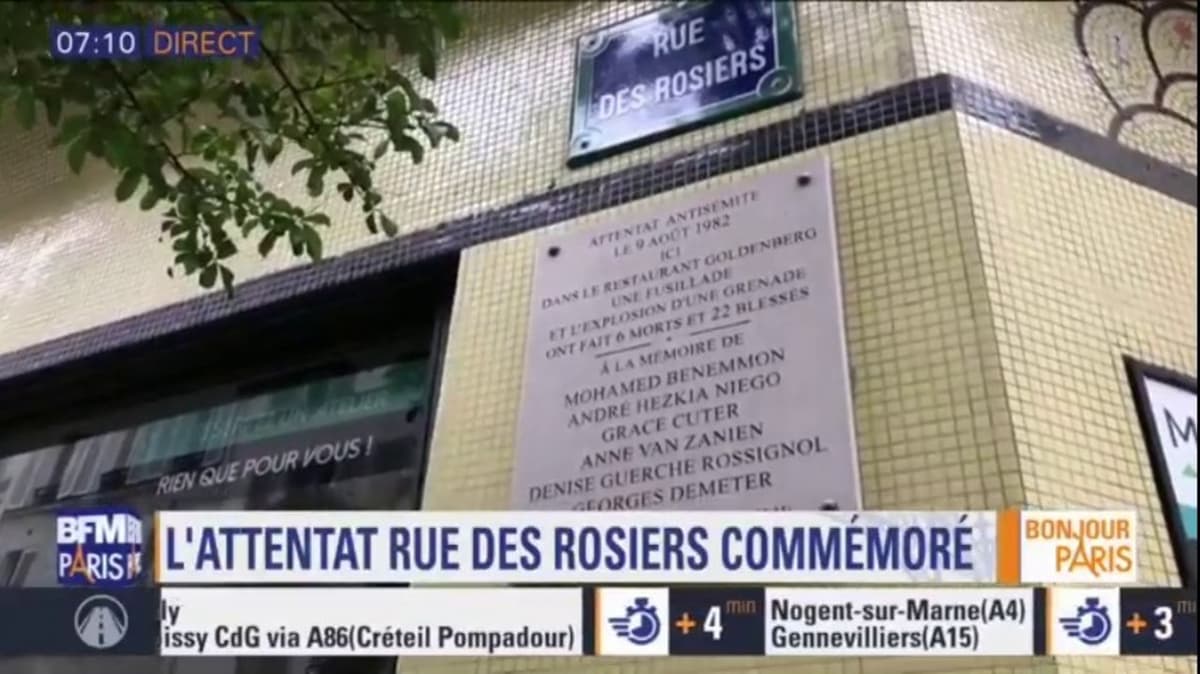 07:10 DIRECT
RUE
DES ROSIERS
ATTENTAT ANTISÉMITE
LE 9 AOÛT 1982
ICI
DANS LE RESTAURANT GOLDENBERG
UNE FUSILLADE
ET L'EXPLOSION D'UNE GRENADE
ONT FAIT 6 MORTS ET 22 BLESSÉS
À LA MÉMOIRE DE
MOHAMED BENEMMON
ANDRÉ HEZKIA NIEGO
GRACE CUTER
ANNE VAN ZANIEN
DENISE GUERCHE ROSSIGNOL
GEORGES DEMETER
ATELIER
RIEN QUE POUR VOUS !
M
BFM
PARIS
L'ATTENTAT RUE DES ROSIERS COMMÉMORÉ
BONJOUR
PARIS
ly
issy CdG via A86(Créteil Pompadour)
+ 4 min
Nogent-sur-Marne(A4)
Gennevilliers(A15)
+ 3 m